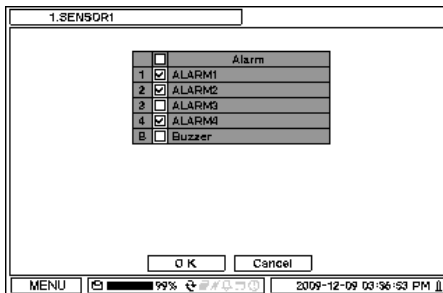 1.SENSOR1
Alarm
1 ALARM1
2 ALARM2
3 ALARM3
4 ALARM4
B Buzzer
OK Cancel
MENU 99% 2009-12-09 03:36:53 PM